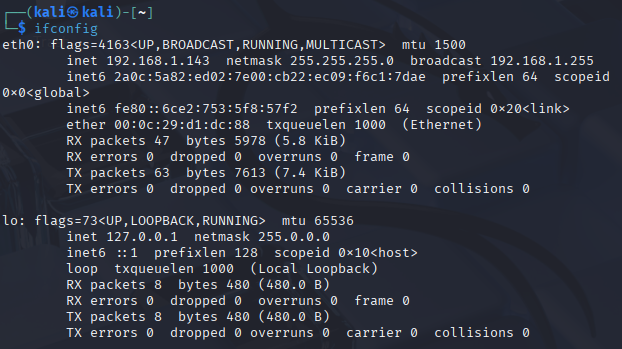 ┌──(kali㉿kali)-[~]
└─$ ifconfig
eth0: flags=4163<UP,BROADCAST,RUNNING,MULTICAST>  mtu 1500
        inet 192.168.1.143  netmask 255.255.255.0  broadcast 192.168.1.255
        inet6 2a0c:5a82:ed02:7e00:cb22:ec09:f6c1:7dae  prefixlen 64  scopeid
0×0<global>
        inet6 fe80::6ce2:753:5f8:57f2  prefixlen 64  scopeid 0×20<link>
        ether 00:0c:29:d1:dc:88  txqueuelen 1000  (Ethernet)
        RX packets 47  bytes 5978 (5.8 KiB)
        RX errors 0  dropped 0  overruns 0  frame 0
        TX packets 63  bytes 7613 (7.4 KiB)
        TX errors 0  dropped 0 overruns 0  carrier 0  collisions 0

lo: flags=73<UP,LOOPBACK,RUNNING>  mtu 65536
        inet 127.0.0.1  netmask 255.0.0.0
        inet6 ::1  prefixlen 128  scopeid 0×10<host>
        loop  txqueuelen 1000  (Local Loopback)
        RX packets 8  bytes 480 (480.0 B)
        RX errors 0  dropped 0  overruns 0  frame 0
        TX packets 8  bytes 480 (480.0 B)
        TX errors 0  dropped 0 overruns 0  carrier 0  collisions 0